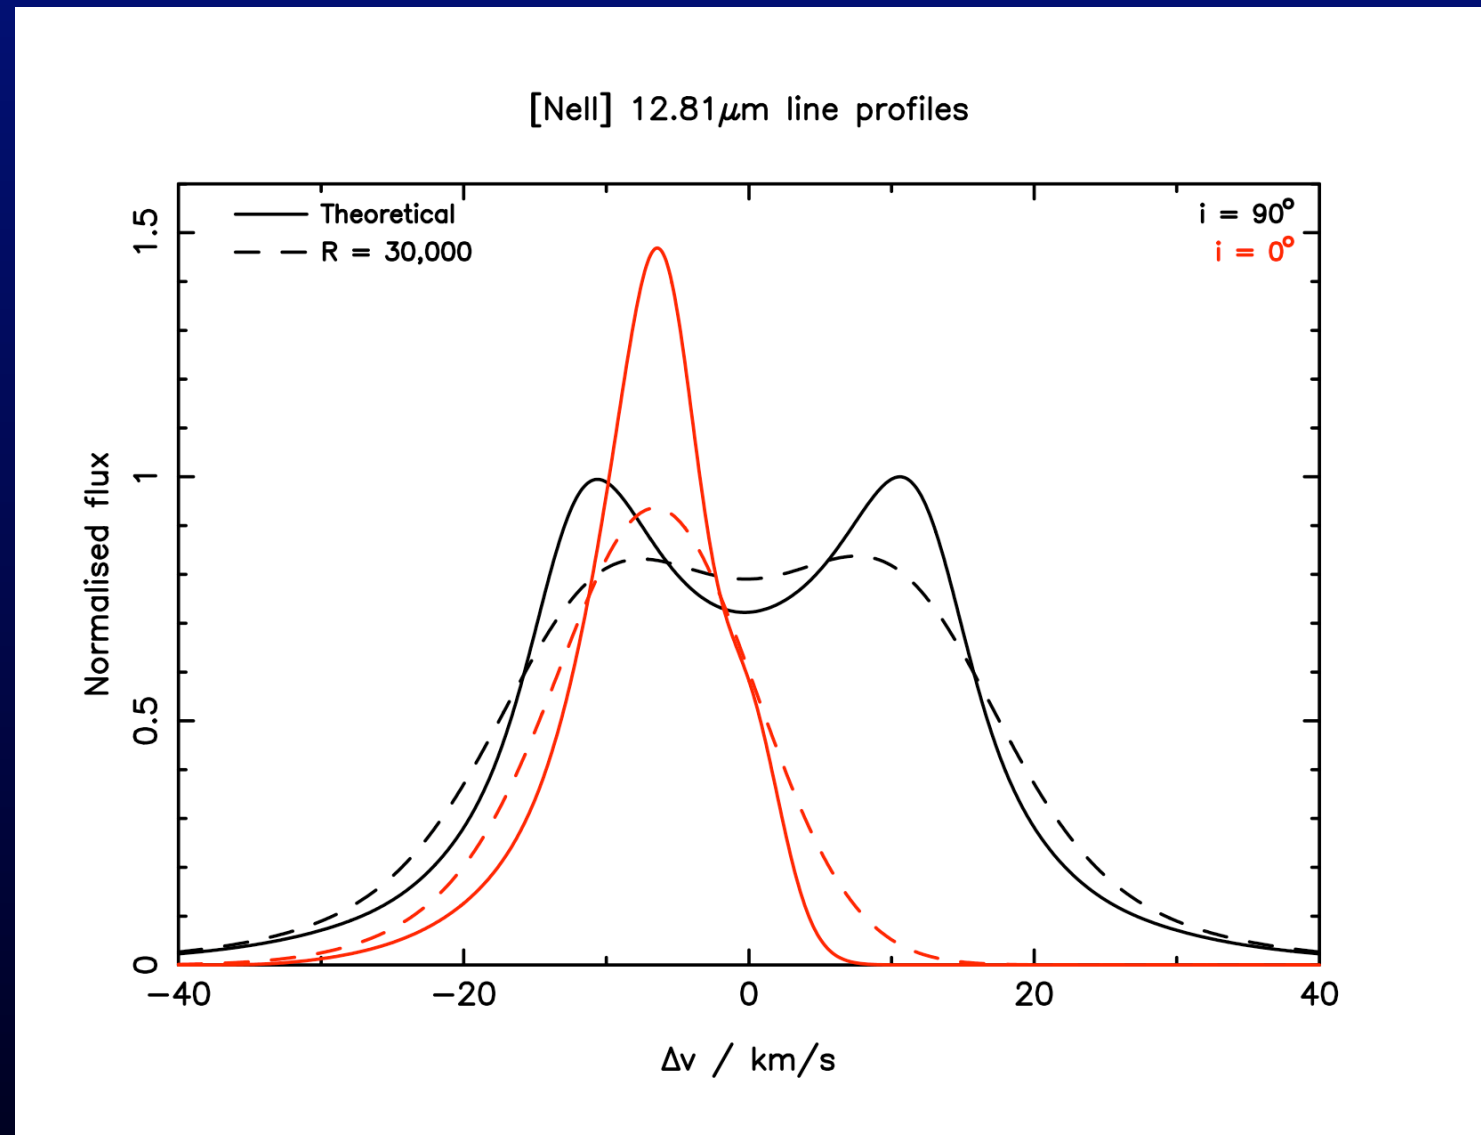 [NeII] 12.81μm line profiles
Theoretical
R = 30,000
i = 90°
i = 0°
Normalised flux
1.5
1
0.5
0
−40
−20
0
20
40
Δv / km/s